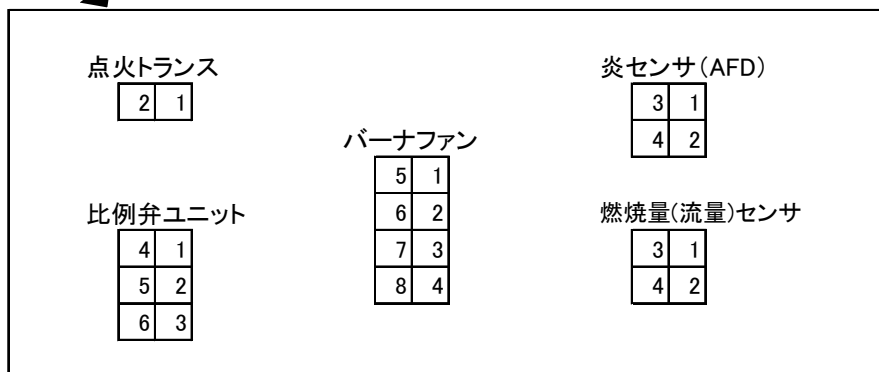 点火トランス
2 1
比例弁ユニット
4 1
5 2
6 3
バーナファン
5 1
6 2
7 3
8 4
炎センサ(AFD)
3 1
4 2
燃焼量(流量)センサ
3 1
4 2